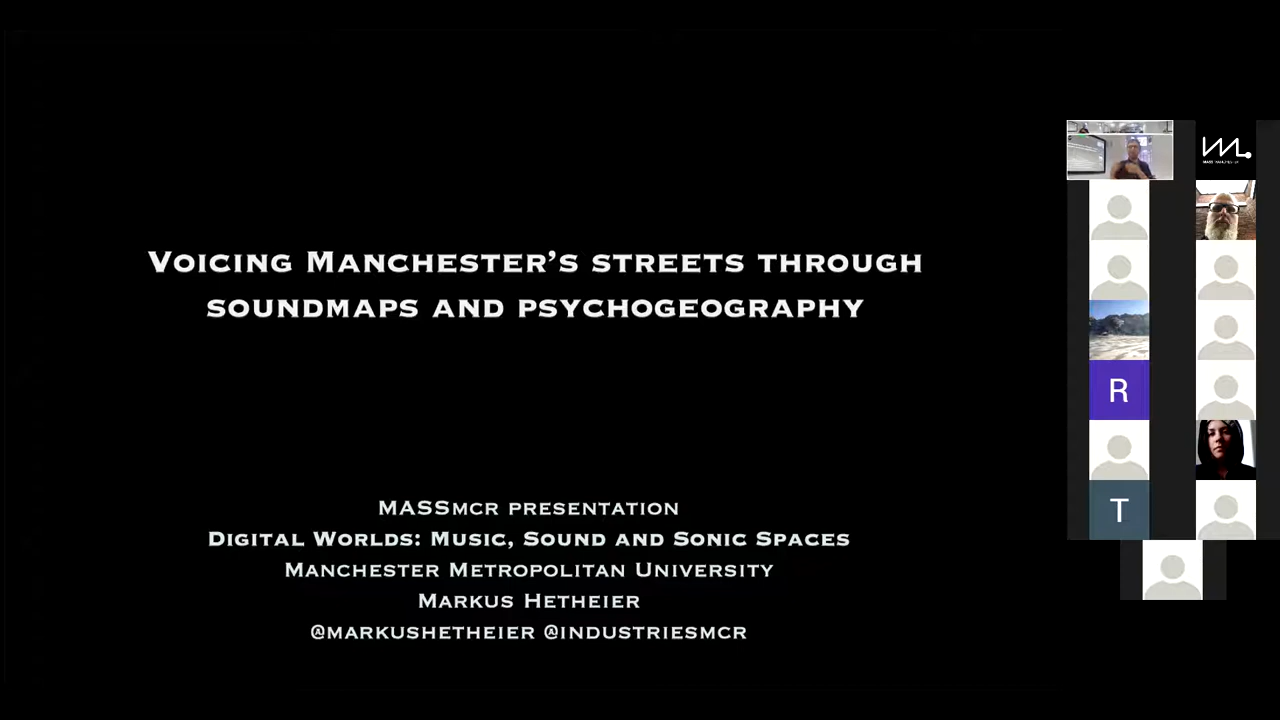 Voicing Manchester's streets through
soundmaps and psychogeography
MASSmcr presentation
Digital Worlds: Music, Sound and Sonic Spaces
Manchester Metropolitan University
Markus Hetheier
@markushetheier @industriesmcr
R
T